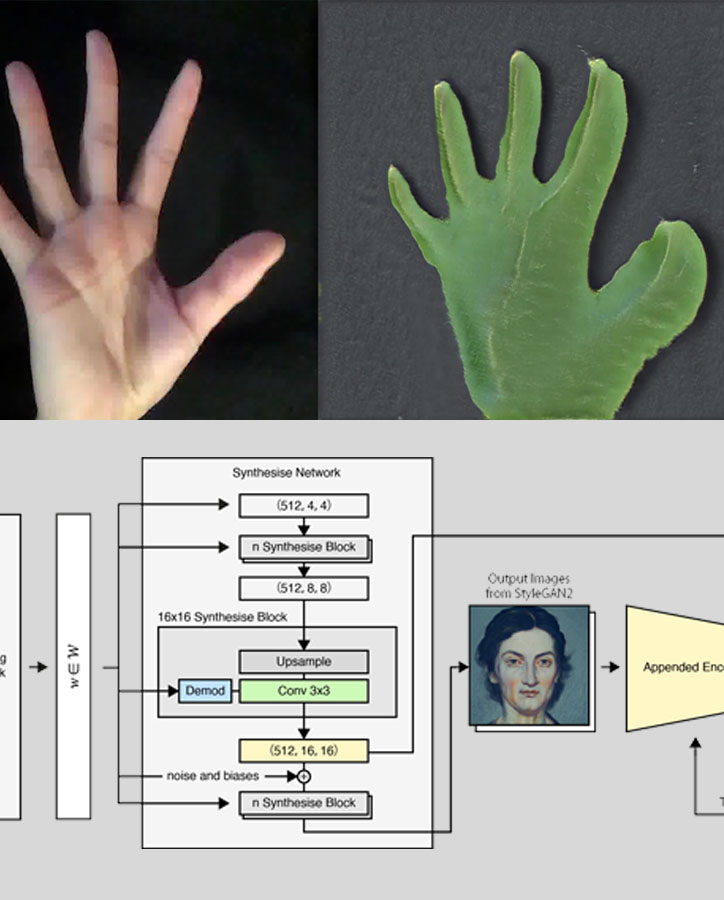 Synthesise Network
(512, 4, 4)
n Synthesise Block
(512, 8, 8)
16x16 Synthesise Block
Upsample
Demod
Conv 3x3
(512, 16, 16)
noise and biases
n Synthesise Block
g
k
w ∈ W
Output Images
from StyleGAN2
Appended Enc
T